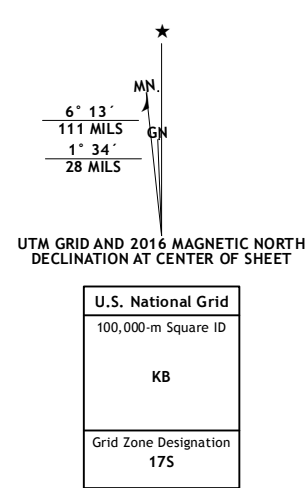 MN.
6° 13´
111 MILS
GN
1° 34´
28 MILS
UTM GRID AND 2016 MAGNETIC NORTH
DECLINATION AT CENTER OF SHEET
U.S. National Grid
100,000-m Square ID
KB
Grid Zone Designation
17S